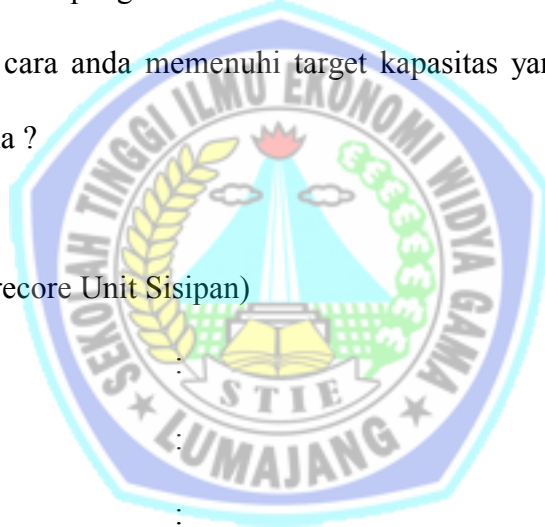 cara anda memenuhi target kapasitas yan
a ?
recore Unit Sisipan)
:
:
:
SEKOLAH TINGGI ILMU EKONOMI WIDYA GAMA
STIE
LUMAJANG